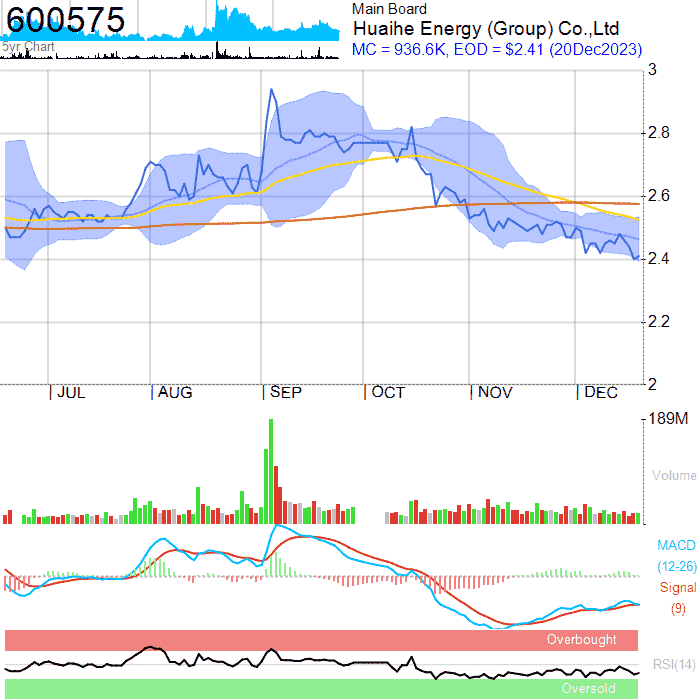 600575
5yr Chart
Main Board
Huaihe Energy (Group) Co.,Ltd
MC = 936.6K, EOD = $2.41 (20Dec2023)
3
2.8
2.6
2.4
2.2
2
JUL AUG SEP OCT NOV DEC
189M
Volume
MACD
(12-26)
Signal
(9)
Overbought
RSI(14)
Oversold